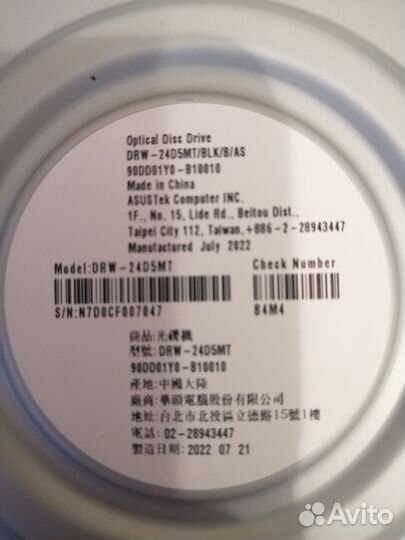 Optical Disc Drive
DRW-24D5MT/BLK/B/AS
90DD01Y0-B10010
Made in China
ASUSTek Computer INC.
1F., No. 15, Lide Rd., Beitou Dist.,
Taipei City 112, Taiwan,+886-2-28943447
Manufactured July 2022
Model:DRW-24D5MT Check Number
S/N:N7D0CF007047 B4M4
商品:光碟機
型號:DRW-24D5MT
90DD01Y0-B10010
產地:中國大陸
廠商:華碩電腦股份有限公司
地址:台北市北投區立德路15號1樓
電話: 02-28943447
製造日期: 2022 07 21
Avito